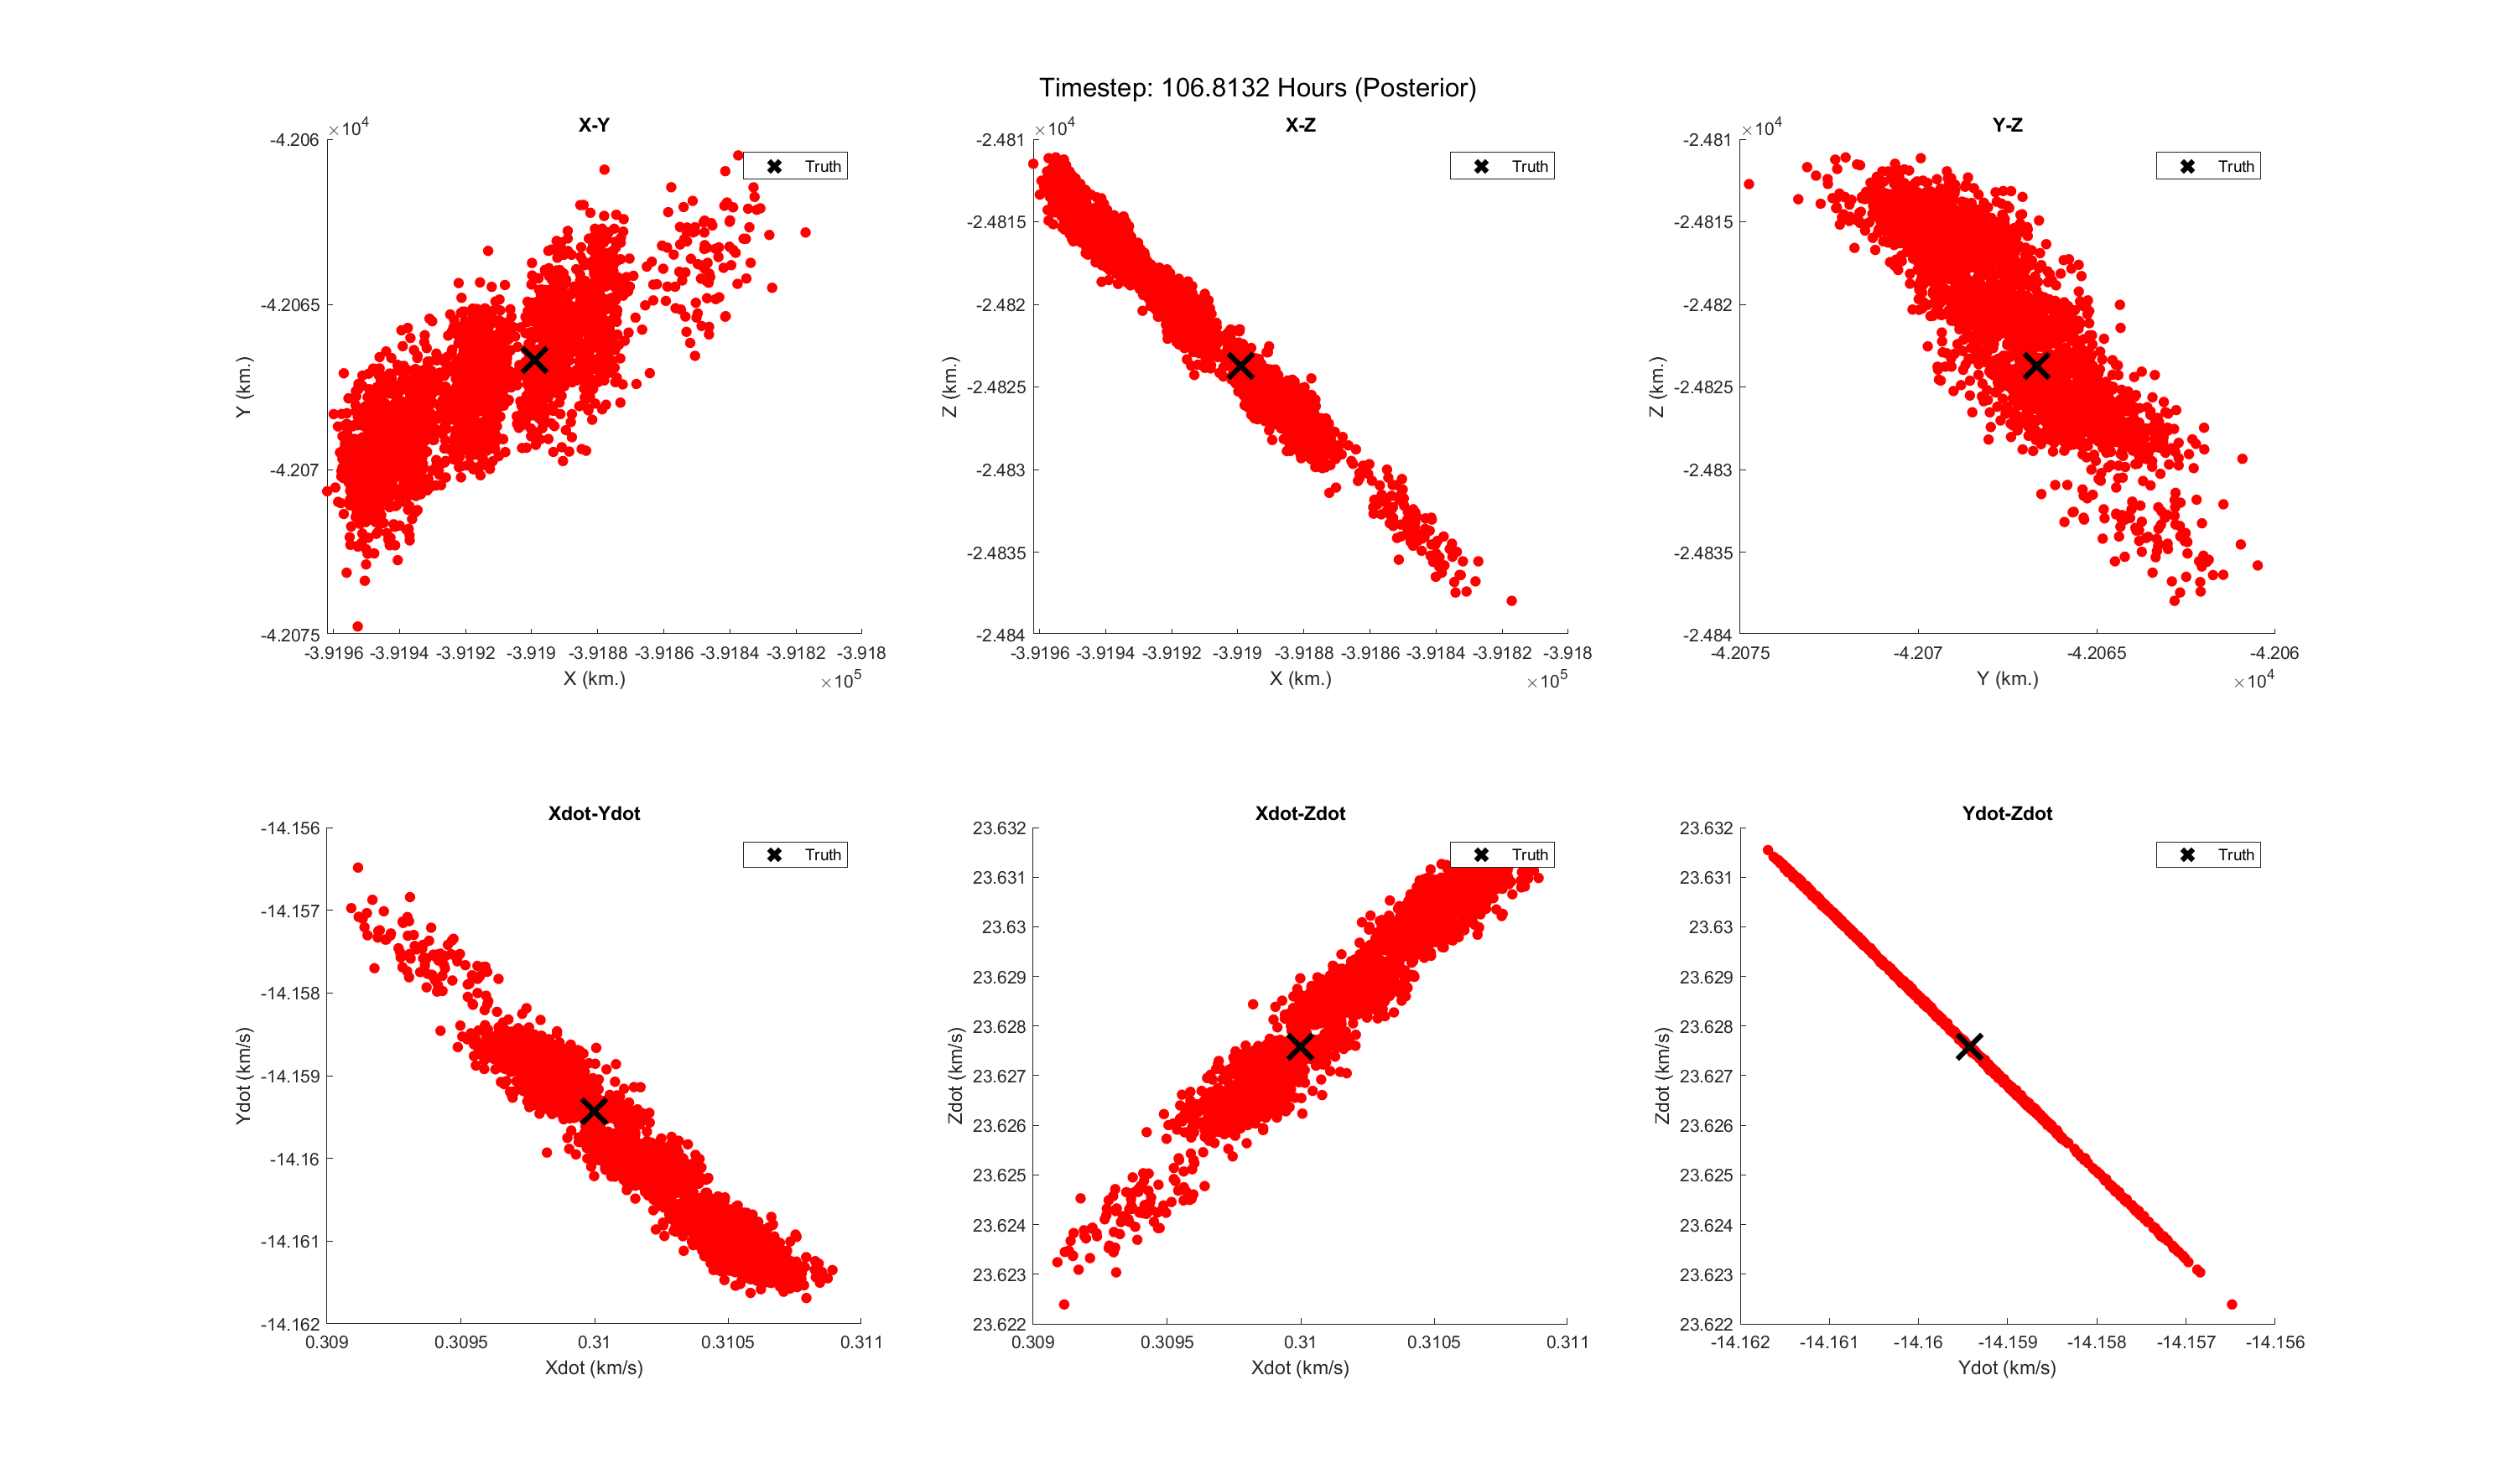 Timestep: 106.8132 Hours (Posterior)
X-Y
×10^4
-4.206
-4.2065
-4.207
-4.2075
Y (km.)
Truth
-3.9196 -3.9194 -3.9192 -3.919 -3.9188 -3.9186 -3.9184 -3.9182 -3.918
X (km.)
×10^5
X-Z
×10^4
-2.481
-2.4815
-2.482
-2.4825
-2.483
-2.4835
-2.484
Z (km.)
Truth
-3.9196 -3.9194 -3.9192 -3.919 -3.9188 -3.9186 -3.9184 -3.9182 -3.918
X (km.)
×10^5
Y-Z
×10^4
-2.481
-2.4815
-2.482
-2.4825
-2.483
-2.4835
-2.484
Z (km.)
Truth
-4.2075 -4.207 -4.2065 -4.206
Y (km.)
×10^4
Xdot-Ydot
-14.156
-14.157
-14.158
-14.159
-14.16
-14.161
-14.162
Ydot (km/s)
Truth
0.309 0.3095 0.31 0.3105 0.311
Xdot (km/s)
Xdot-Zdot
23.632
23.631
23.63
23.629
23.628
23.627
23.626
23.625
23.624
23.623
23.622
Zdot (km/s)
Truth
0.309 0.3095 0.31 0.3105 0.311
Xdot (km/s)
Ydot-Zdot
23.632
23.631
23.63
23.629
23.628
23.627
23.626
23.625
23.624
23.623
23.622
Zdot (km/s)
Truth
-14.162 -14.161 -14.16 -14.159 -14.158 -14.157 -14.156
Ydot (km/s)